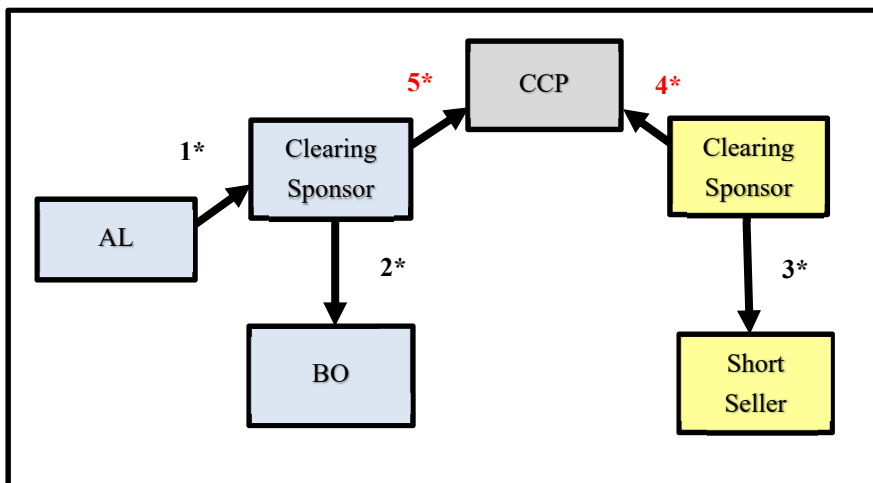 CCP
5*
4*
Clearing
Sponsor
Clearing
Sponsor
1*
AL
2*
3*
BO
Short
Seller